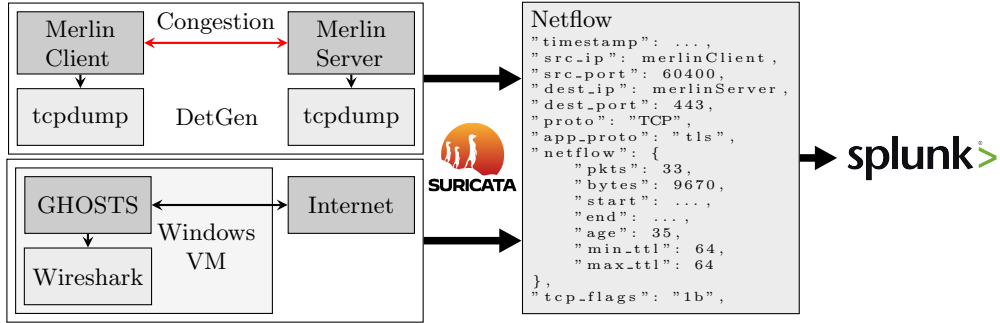 Merlin
Client
Congestion
Merlin
Server
tcpdump
DetGen
tcpdump
GHOSTS
Internet
Windows
VM
Wireshark
SURICATA
Netflow
"timestamp": ...,
"src_ip": merlinClient,
"src_port": 60400,
"dest_ip": merlinServer,
"dest_port": 443,
"proto": "TCP",
"app_proto": "tls",
"netflow": {
"pkts": 33,
"bytes": 9670,
"start": ...,
"end": ...,
"age": 35,
"min_ttl": 64,
"max_ttl": 64
},
"tcp_flags": "1b",
splunk>